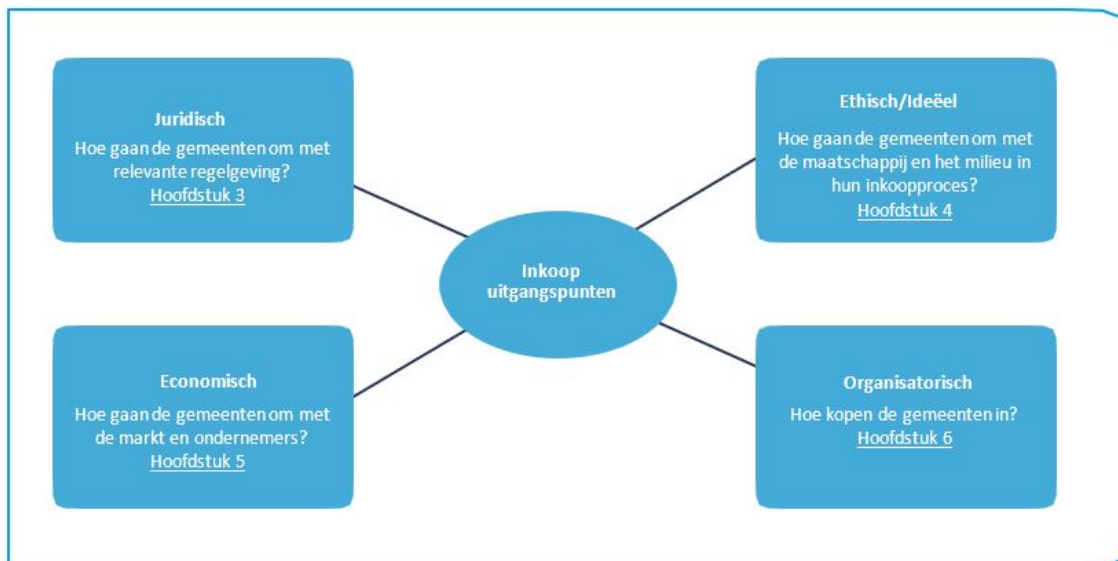 Juridisch
Hoe gaan de gemeenten om met
relevante regelgeving?
Hoofdstuk 3
Ethisch/Ideëel
Hoe gaan de gemeenten om met
de maatschappij en het milieu in
hun inkoopproces?
Hoofdstuk 4
Inkoop
uitgangspunten
Economisch
Hoe gaan de gemeenten om met
de markt en ondernemers?
Hoofdstuk 5
Organisatorisch
Hoe kopen de gemeenten in?
Hoofdstuk 6